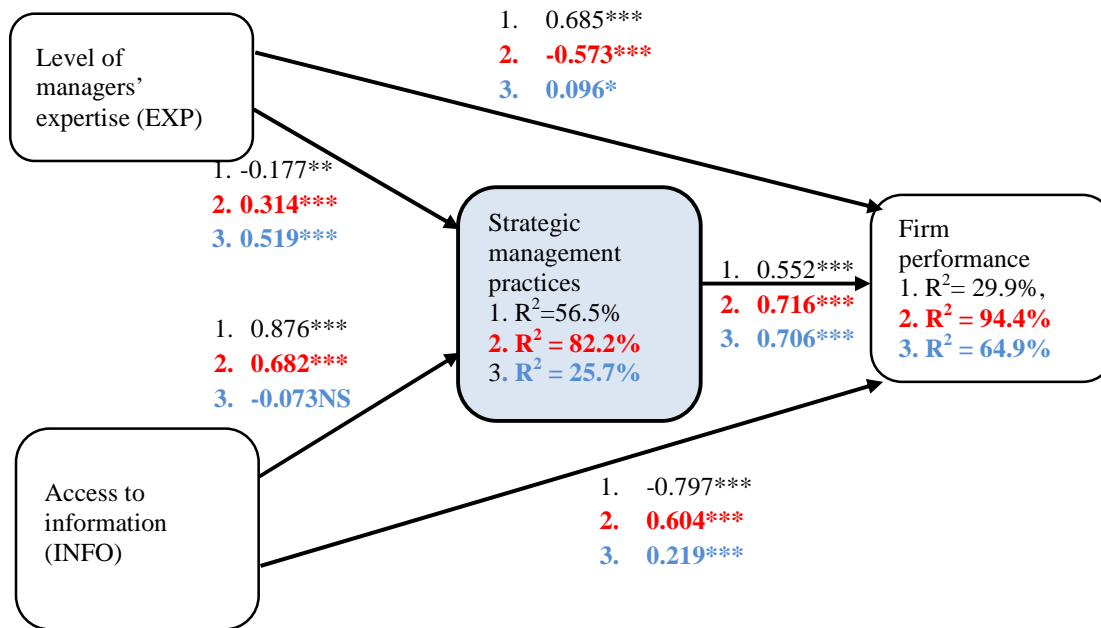 1. 0.685***
2. -0.573***
3. 0.096*
Level of
managers’
expertise (EXP)
1. -0.177**
2. 0.314***
3. 0.519***
Strategic
management
practices
1. R²=56.5%
2. R² = 82.2%
3. R² = 25.7%
1. 0.552***
2. 0.716***
3. 0.706***
Firm
performance
1. R²= 29.9%,
2. R² = 94.4%
3. R² = 64.9%
1. 0.876***
2. 0.682***
3. -0.073NS
Access to
information
(INFO)
1. -0.797***
2. 0.604***
3. 0.219***